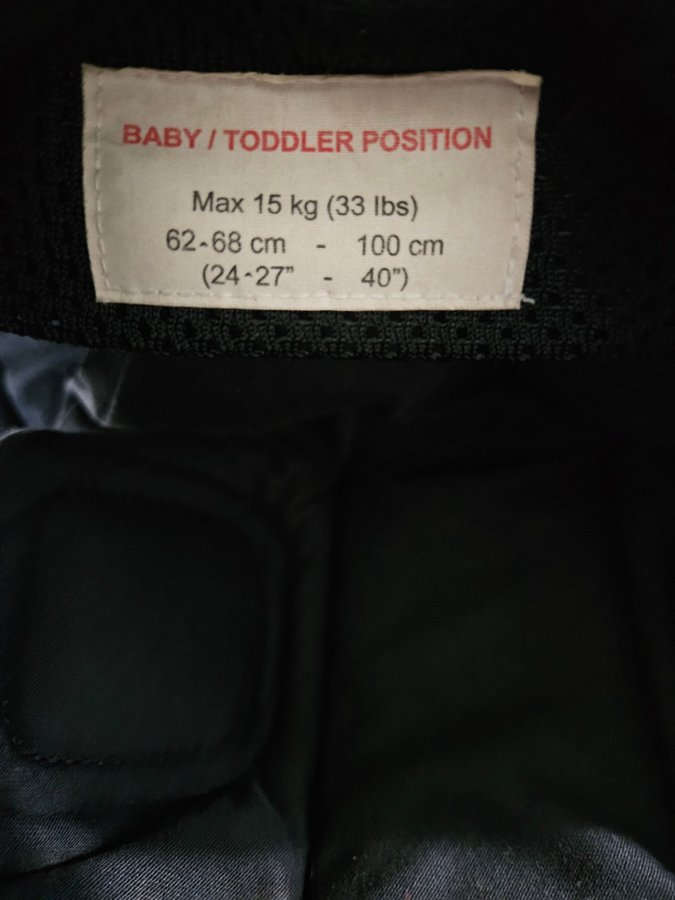 BABY / TODDLER POSITION
Max 15 kg (33 lbs)
62-68 cm - 100 cm
(24-27" - 40")